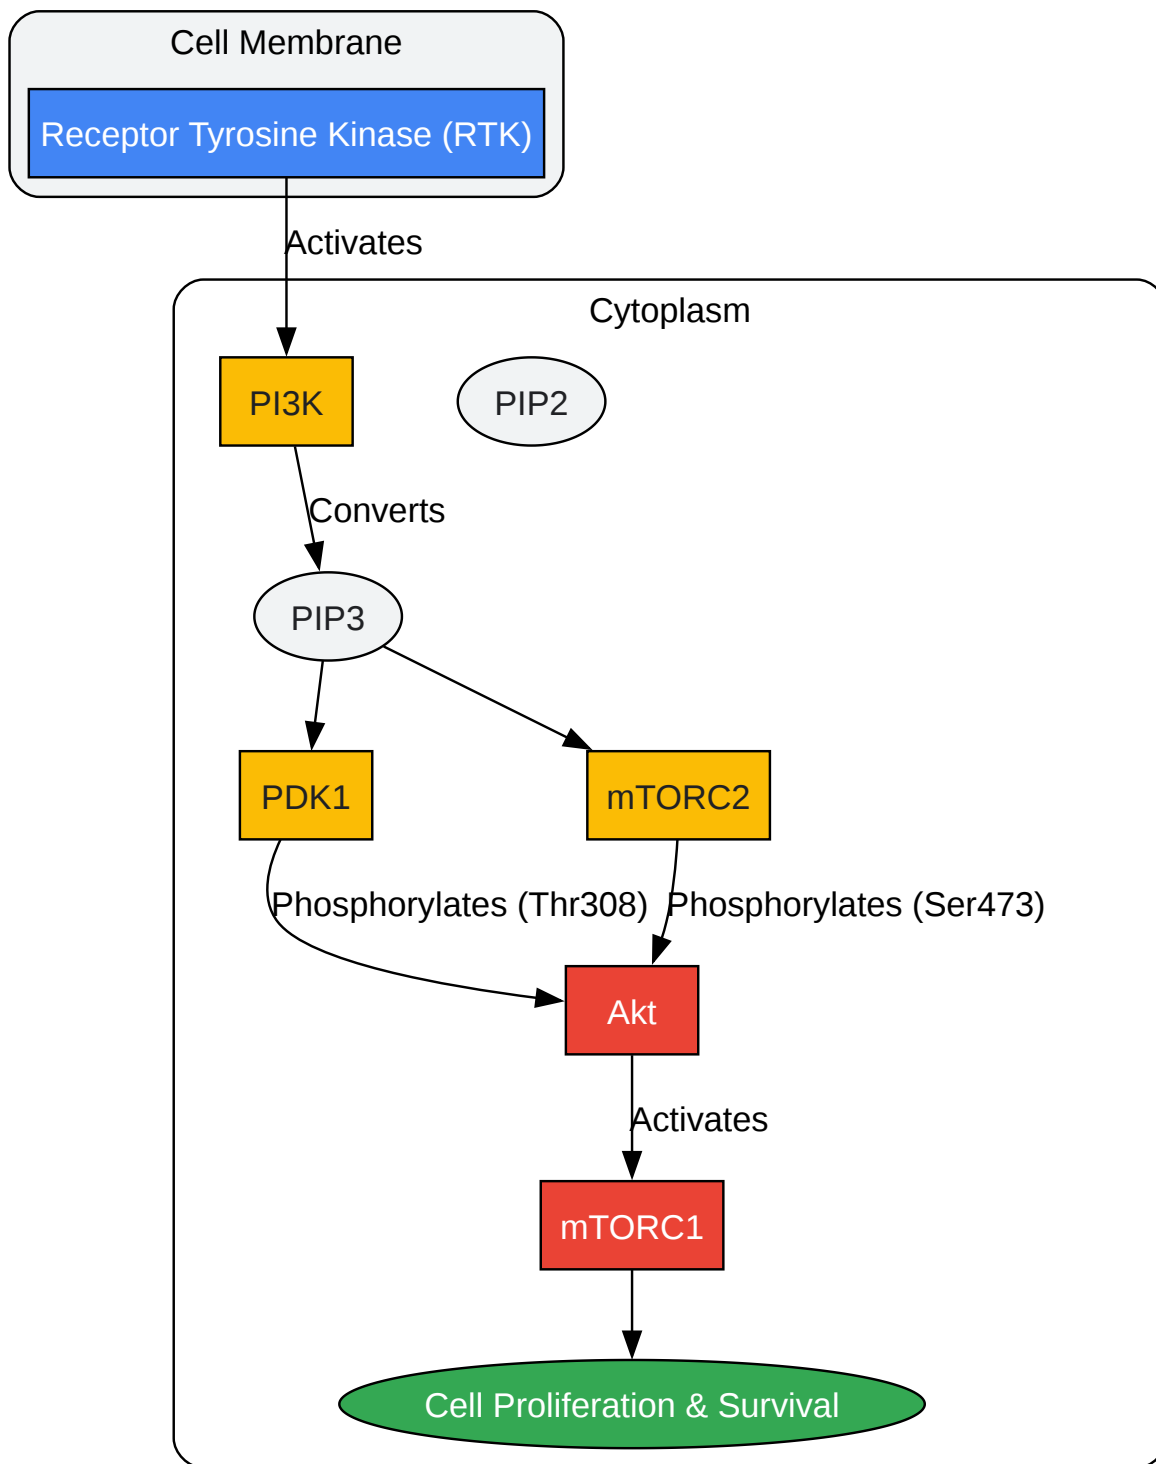 Cell Membrane
Receptor Tyrosine Kinase (RTK)
Activates
Cytoplasm
PI3K
PIP2
Converts
PIP3
PDK1
mTORC2
Phosphorylates (Thr308)
Phosphorylates (Ser473)
Akt
Activates
mTORC1
Cell Proliferation & Survival